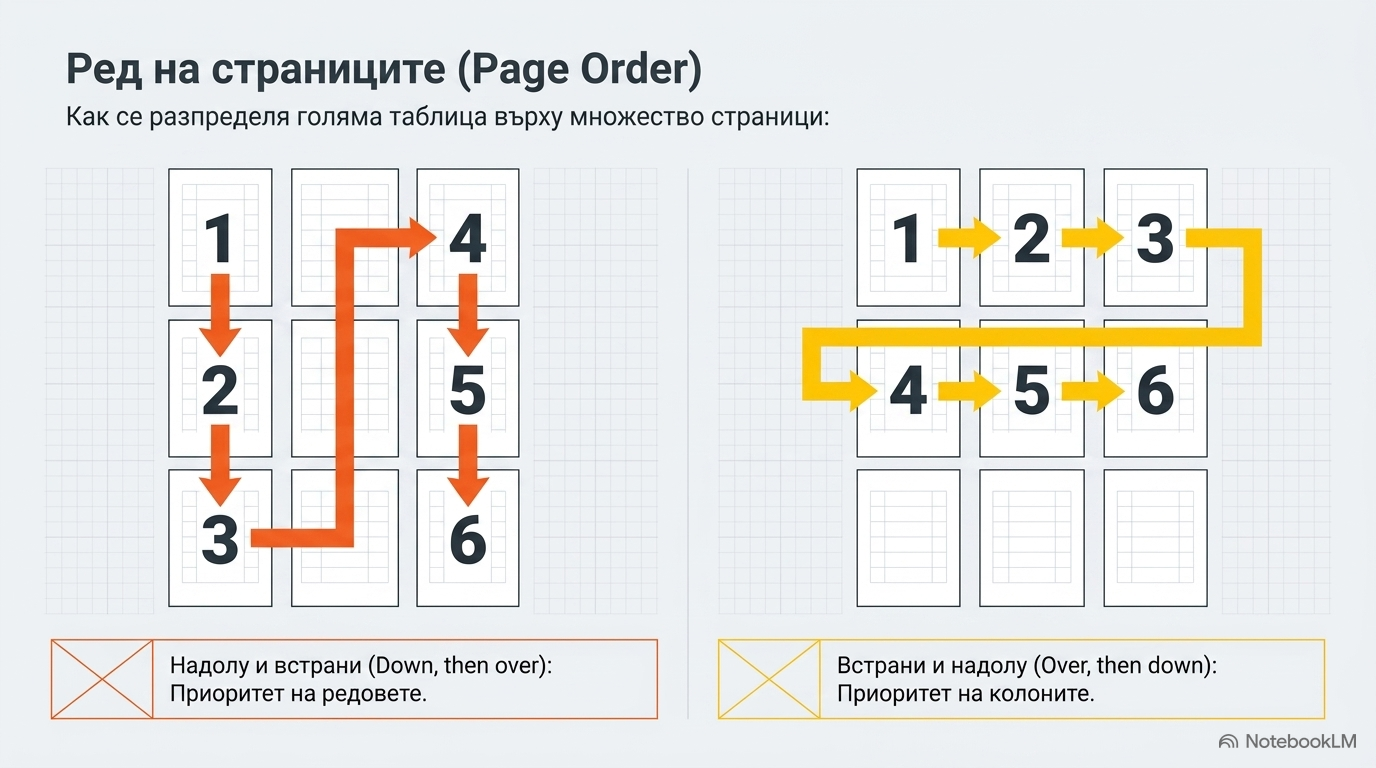 Ред на страниците (Page Order)
Как се разпределя голяма таблица върху множество страници:
1
4
2
5
3
6
Надолу и встрани (Down, then over):
Приоритет на редовете.
1 2 3
4 5 6
Встрани и надолу (Over, then down):
Приоритет на колоните.
NotebookLM